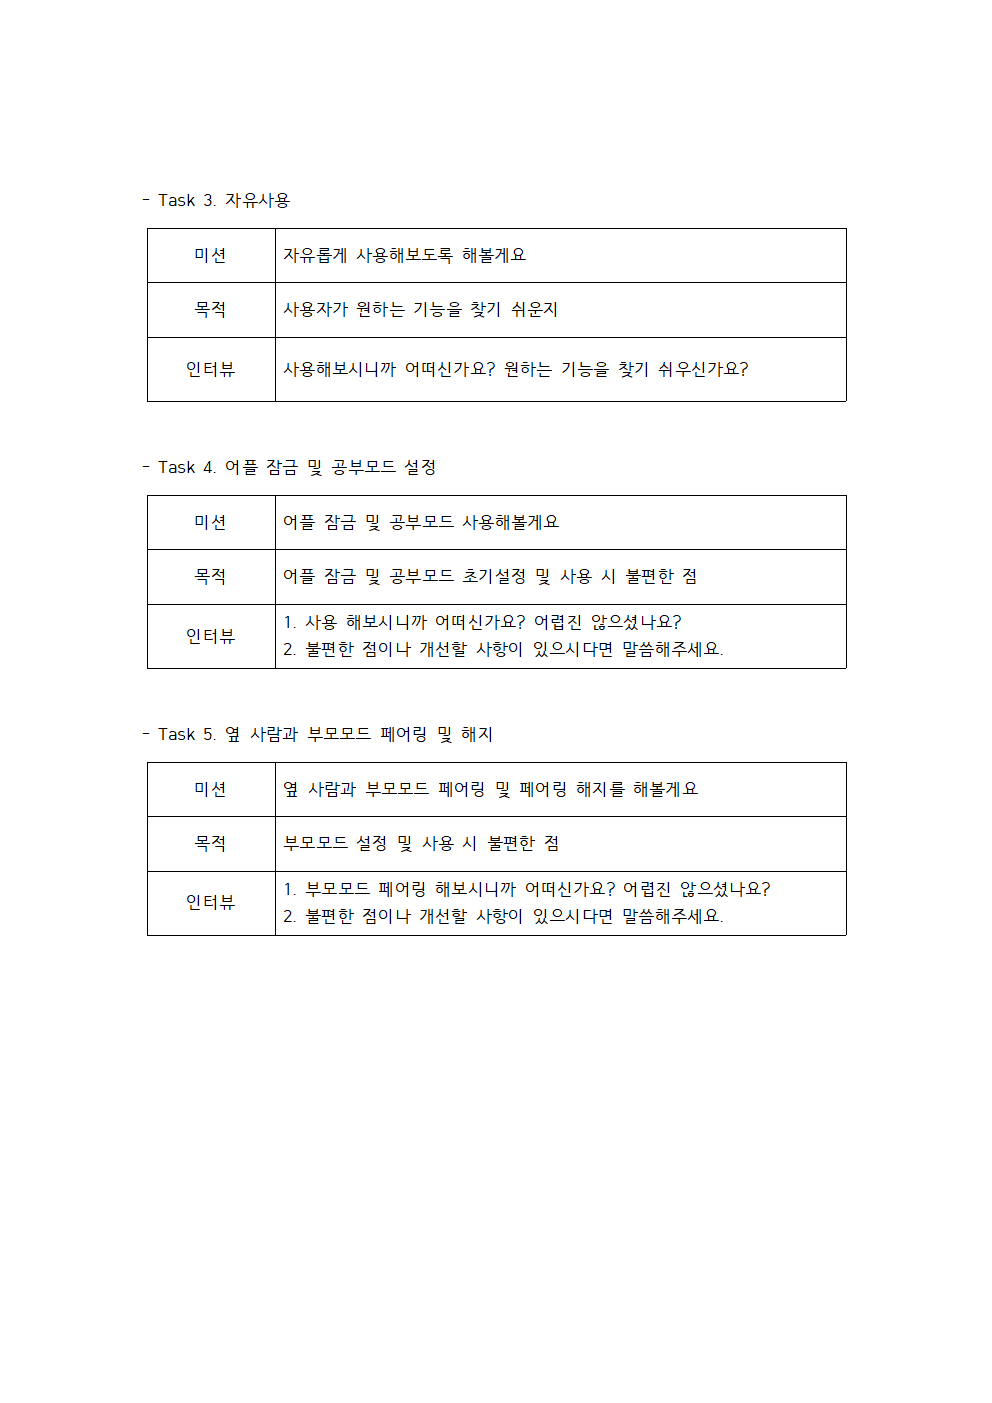 - Task 3. 자유사용
미션
자유롭게 사용해보도록 해볼게요
목적
사용자가 원하는 기능을 찾기 쉬운지
인터뷰
사용해보시니까 어떠신가요? 원하는 기능을 찾기 쉬우신가요?
- Task 4. 어플 잠금 및 공부모드 설정
미션
어플 잠금 및 공부모드 사용해볼게요
목적
어플 잠금 및 공부모드 초기설정 및 사용 시 불편한 점
인터뷰
1. 사용 해보시니까 어떠신가요? 어렵진 않으셨나요?
2. 불편한 점이나 개선할 사항이 있으시다면 말씀해주세요.
- Task 5. 옆 사람과 부모모드 페어링 및 해지
미션
옆 사람과 부모모드 페어링 및 페어링 해지를 해볼게요
목적
부모모드 설정 및 사용 시 불편한 점
인터뷰
1. 부모모드 페어링 해보시니까 어떠신가요? 어렵진 않으셨나요?
2. 불편한 점이나 개선할 사항이 있으시다면 말씀해주세요.